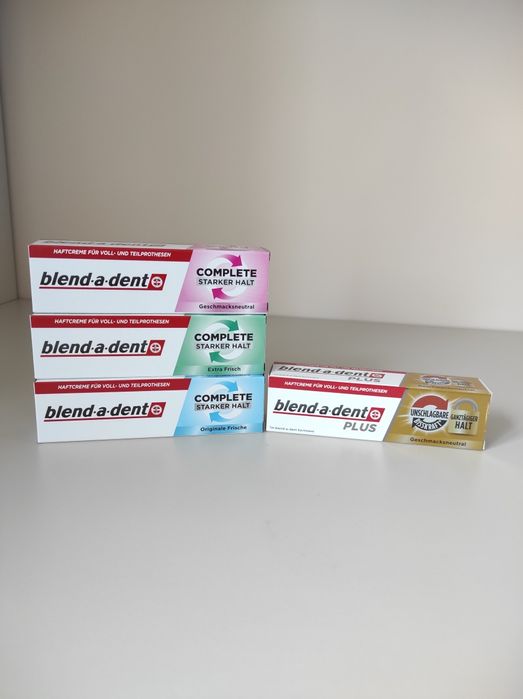 HAFTCREME FÜR VOLL- UND TEILPROTHESEN
blend-a-dent
COMPLETE
STARKER HALT
Geschmacksneutral
HAFTCREME FÜR VOLL- UND TEILPROTHESEN
blend-a-dent
COMPLETE
STARKER HALT
Extra Frisch
HAFTCREME FÜR VOLL- UND TEILPROTHESEN
blend-a-dent
COMPLETE
STARKER HALT
Originale Frische
PLUS
HAFTCREME FÜR VOLL- UND TEILPROTHESEN
blend-a-dent
PLUS
UNSCHLAGBARE
HAFTKRAFT
GANZTÄGIGER
HALT
Geschmacksneutral